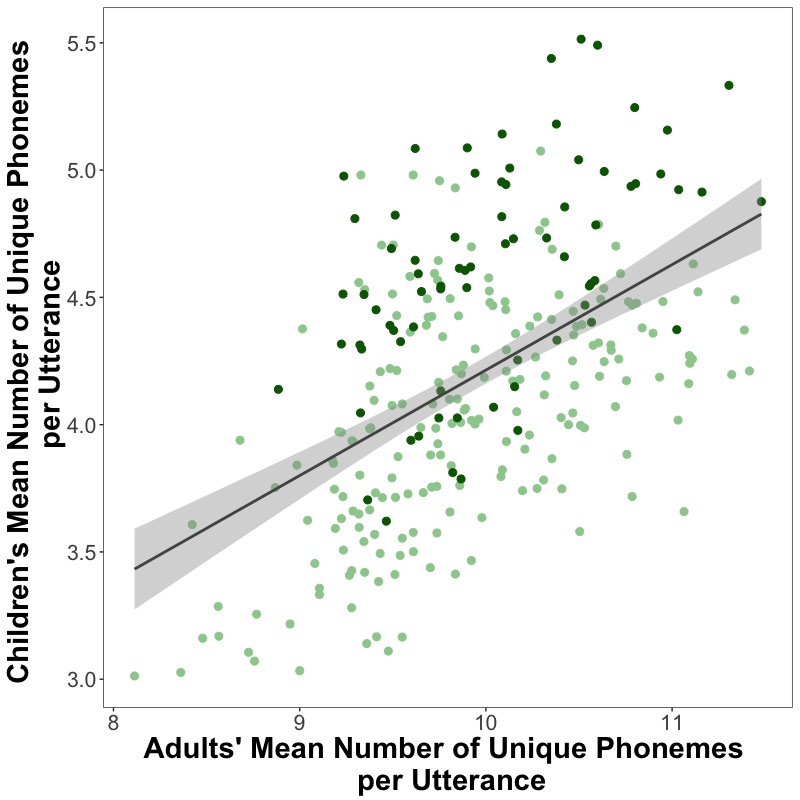 Children's Mean Number of Unique Phonemes
per Utterance
5.5
5.0
4.5
4.0
3.5
3.0
8 9 10 11
Adults' Mean Number of Unique Phonemes
per Utterance